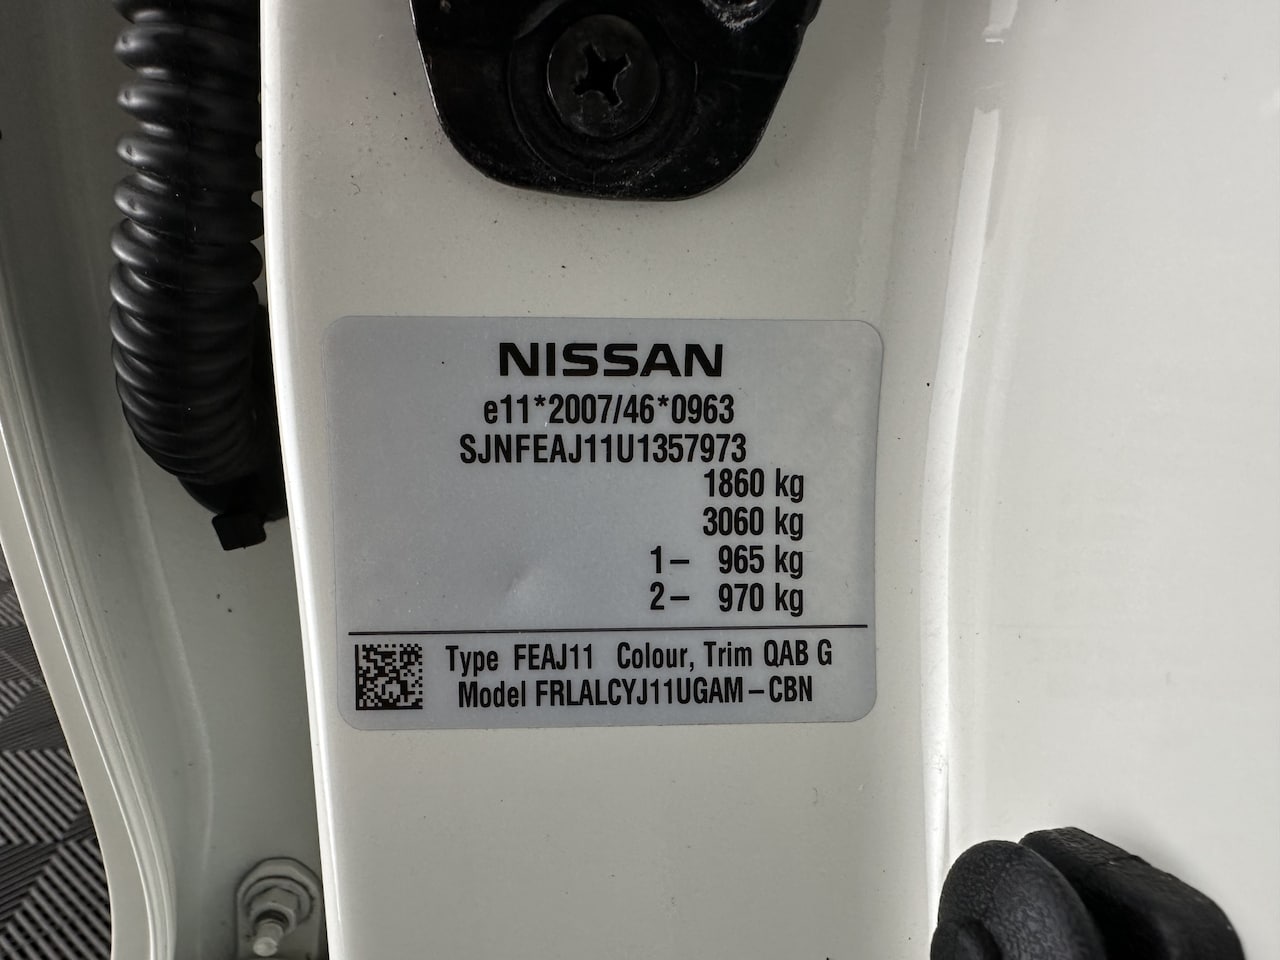 NISSAN
e11*2007/46*0963
SJNFEAJ11U1357973
1860 kg
3060 kg
1– 965 kg
2– 970 kg
Type FEAJ11 Colour, Trim QAB G
Model FRLALCYJ11UGAM–CBN